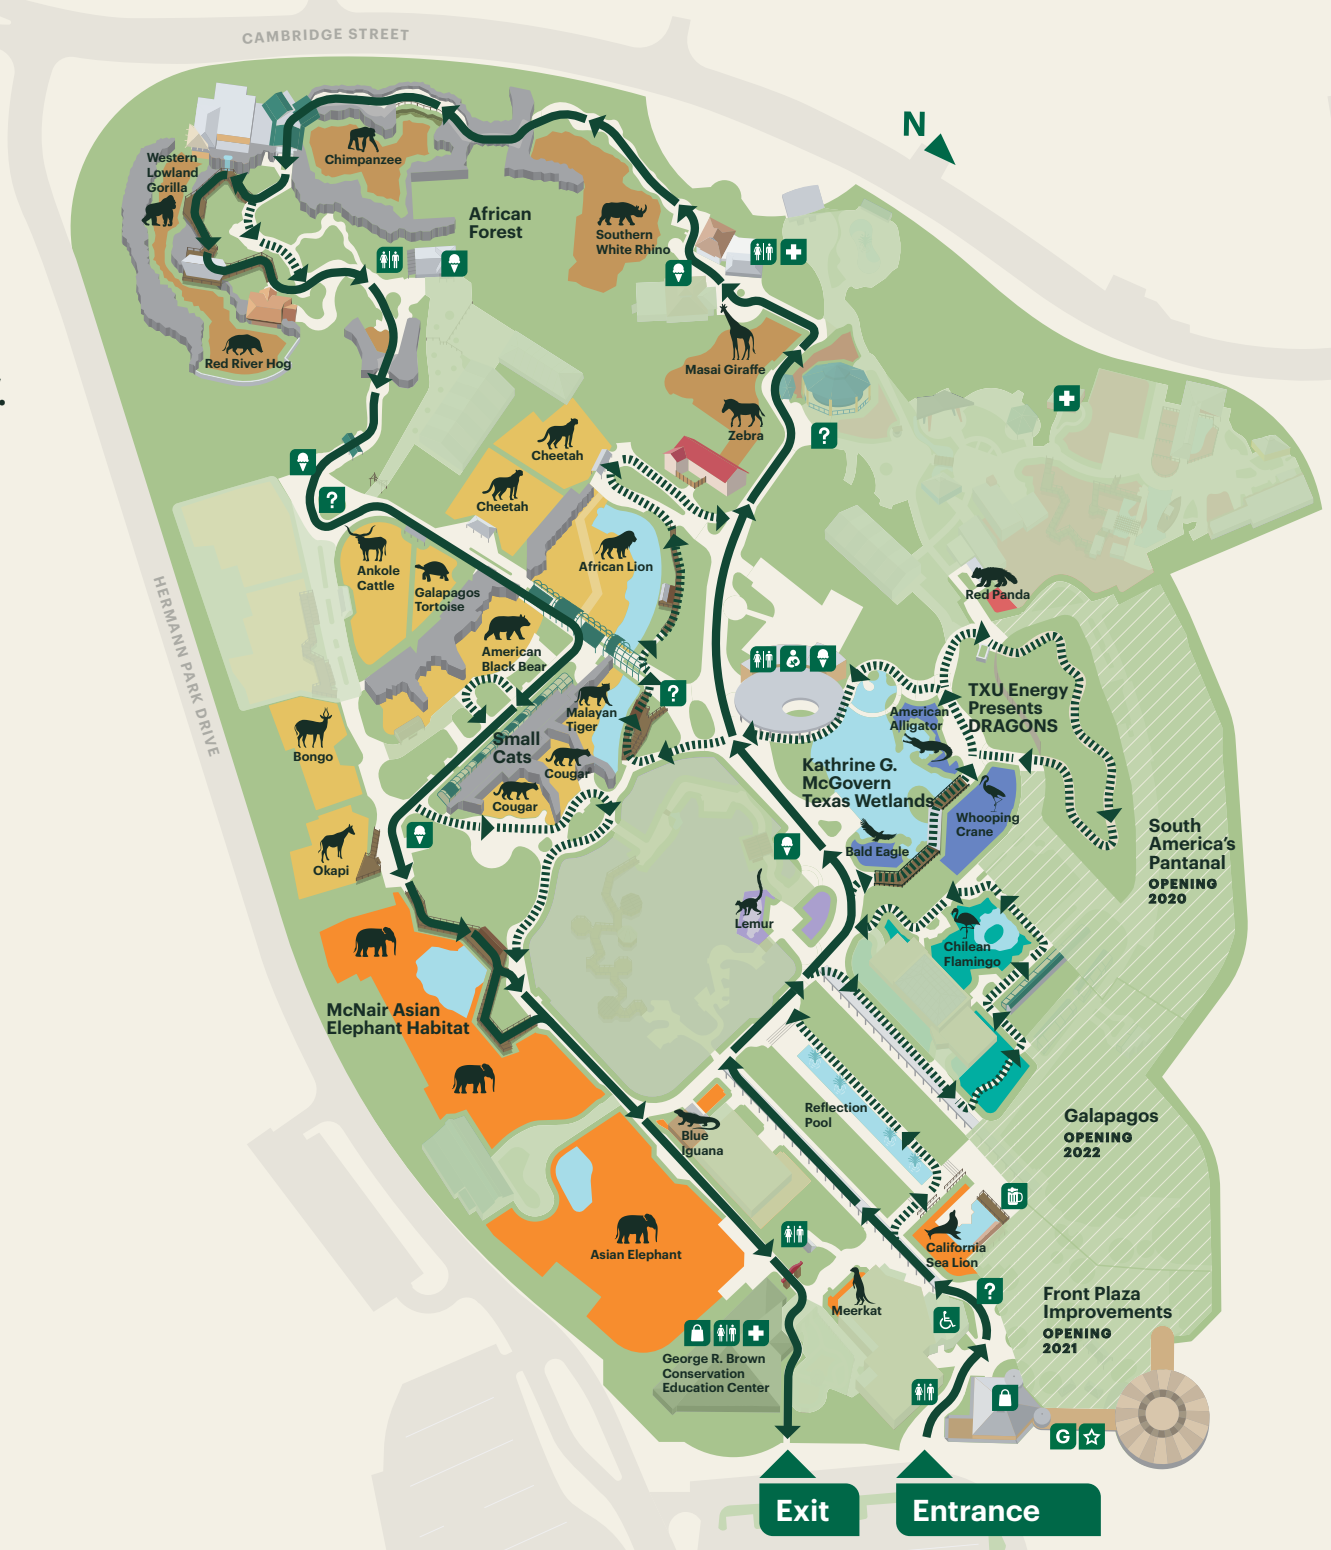 CAMBRIDGE STREET
N
Western
Lowland
Gorilla
Chimpanzee
African
Forest
Southern
White Rhino
Red River Hog
Masai Giraffe
Zebra
?
Cheetah
Cheetah
?
African Lion
Ankole
Cattle
Galapagos
Tortoise
American
Black Bear
HERMANN PARK DRIVE
Red Panda
?
Malayan
Tiger
Small
Cats
Cougar
Cougar
Bongo
Okapi
TXU Energy
Presents
DRAGONS
American
Alligator
Kathrine G.
McGovern
Texas Wetlands
Whooping
Crane
Bald Eagle
South
America's
Pantanal
OPENING
2020
Lemur
Chilean
Flamingo
McNair Asian
Elephant Habitat
Reflection
Pool
Blue
Iguana
Galapagos
OPENING
2022
Asian Elephant
California
Sea Lion
Meerkat
?
Front Plaza
Improvements
OPENING
2021
George R. Brown
Conservation
Education Center
G
Exit
Entrance